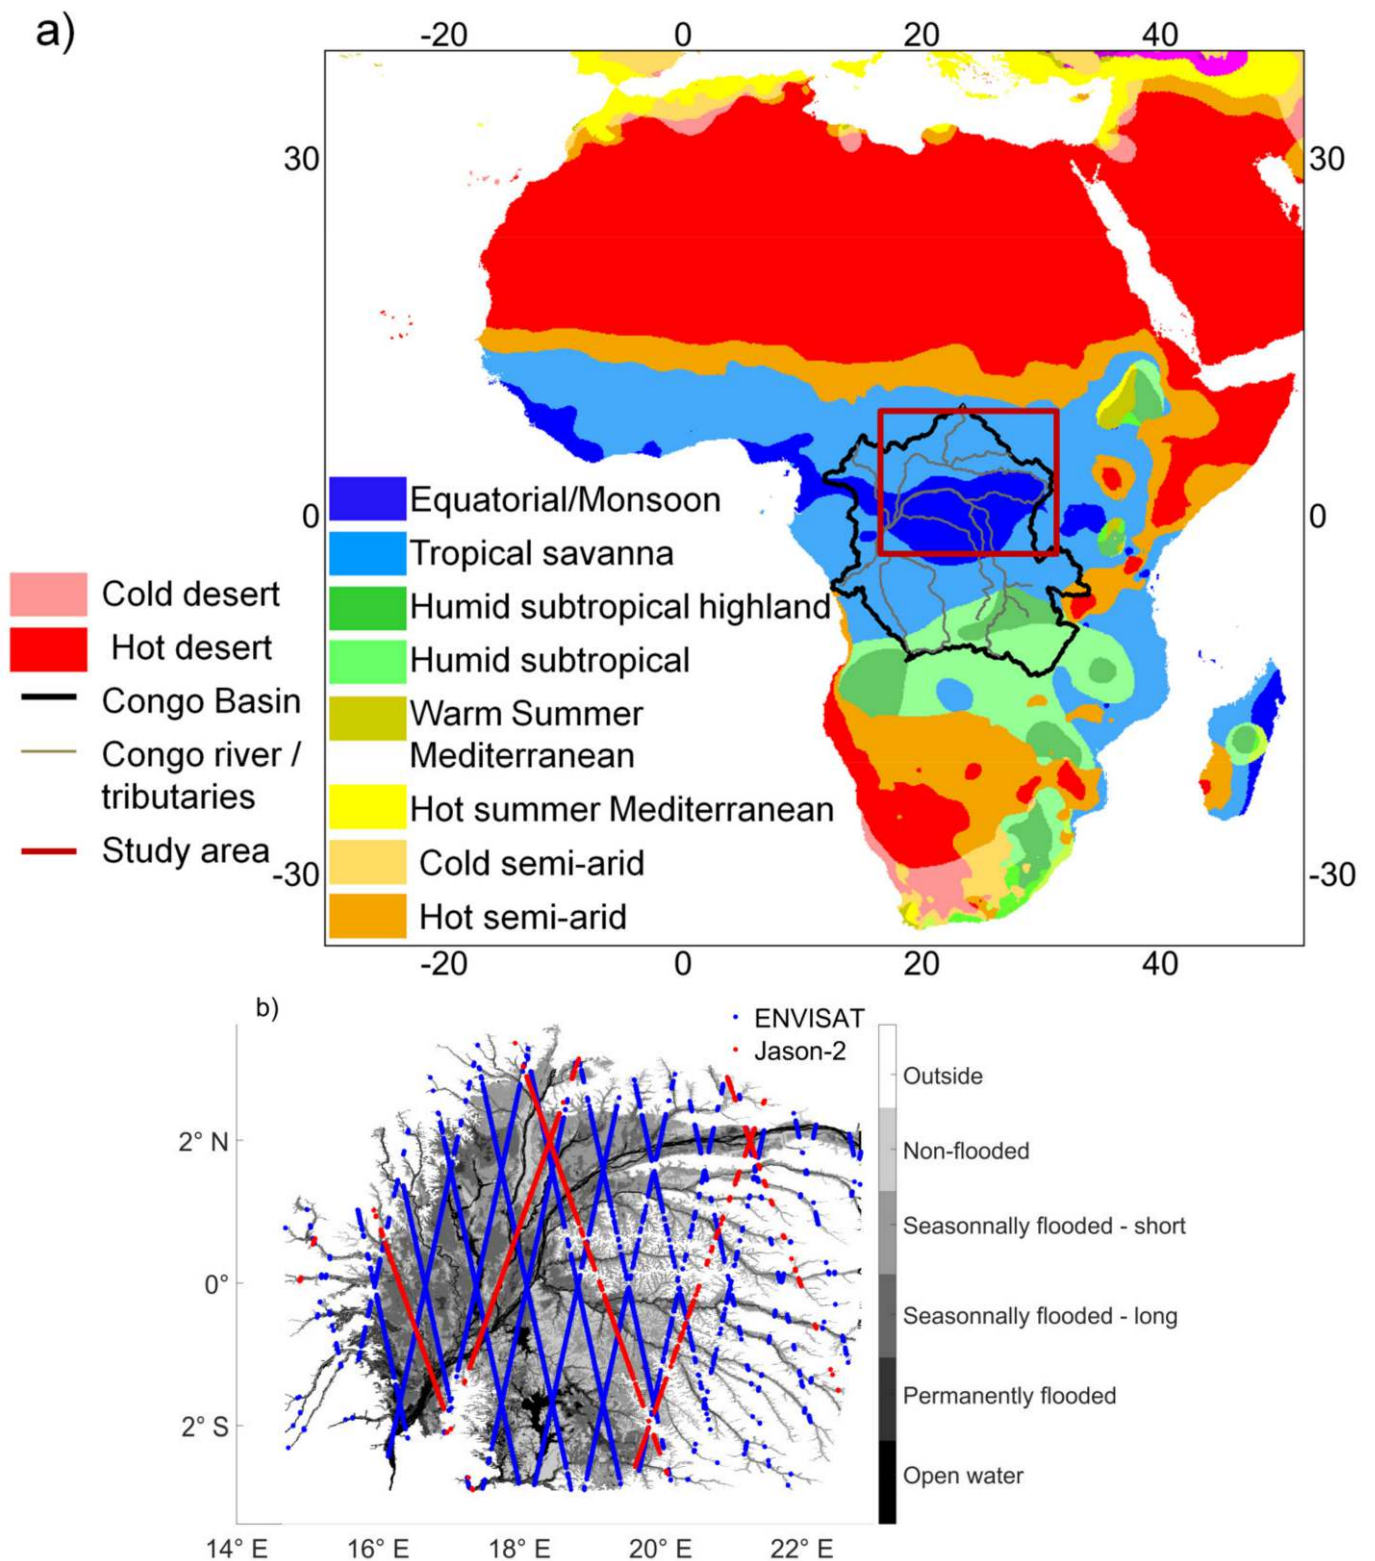 a)
-20 0 20 40
30 30
0 0
-30 -30
Equatorial/Monsoon
Tropical savanna
Humid subtropical highland
Humid subtropical
Warm Summer
Mediterranean
Hot summer Mediterranean
Cold semi-arid
Hot semi-arid
Cold desert
Hot desert
Congo Basin
Congo river /
tributaries
Study area
-20 0 20 40
b)
ENVISAT
Jason-2
2° N
0°
2° S
14° E 16° E 18° E 20° E 22° E
Outside
Non-flooded
Seasonnally flooded - short
Seasonnally flooded - long
Permanently flooded
Open water